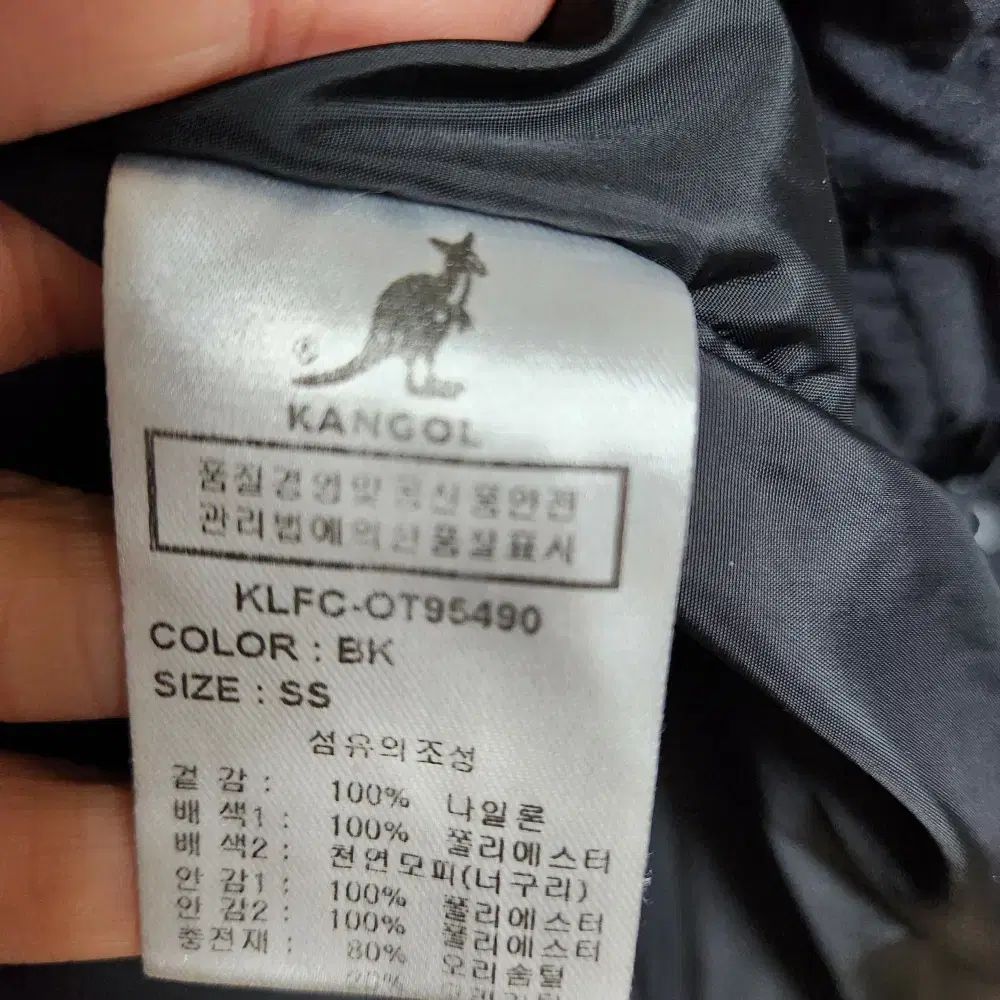 ®
KANGOL
품질경영및공산품안전
관리법에의한품질표시
KLFC-OT95490
COLOR : BK
SIZE : SS
섬유의조성
겉 감 : 100% 나일론
배 색1 : 100% 폴리에스터
배 색2 : 천연모피(너구리)
안 감1 : 100% 폴리에스터
안 감2 : 100% 폴리에스터
충전재 : 80% 오리솜털
20%